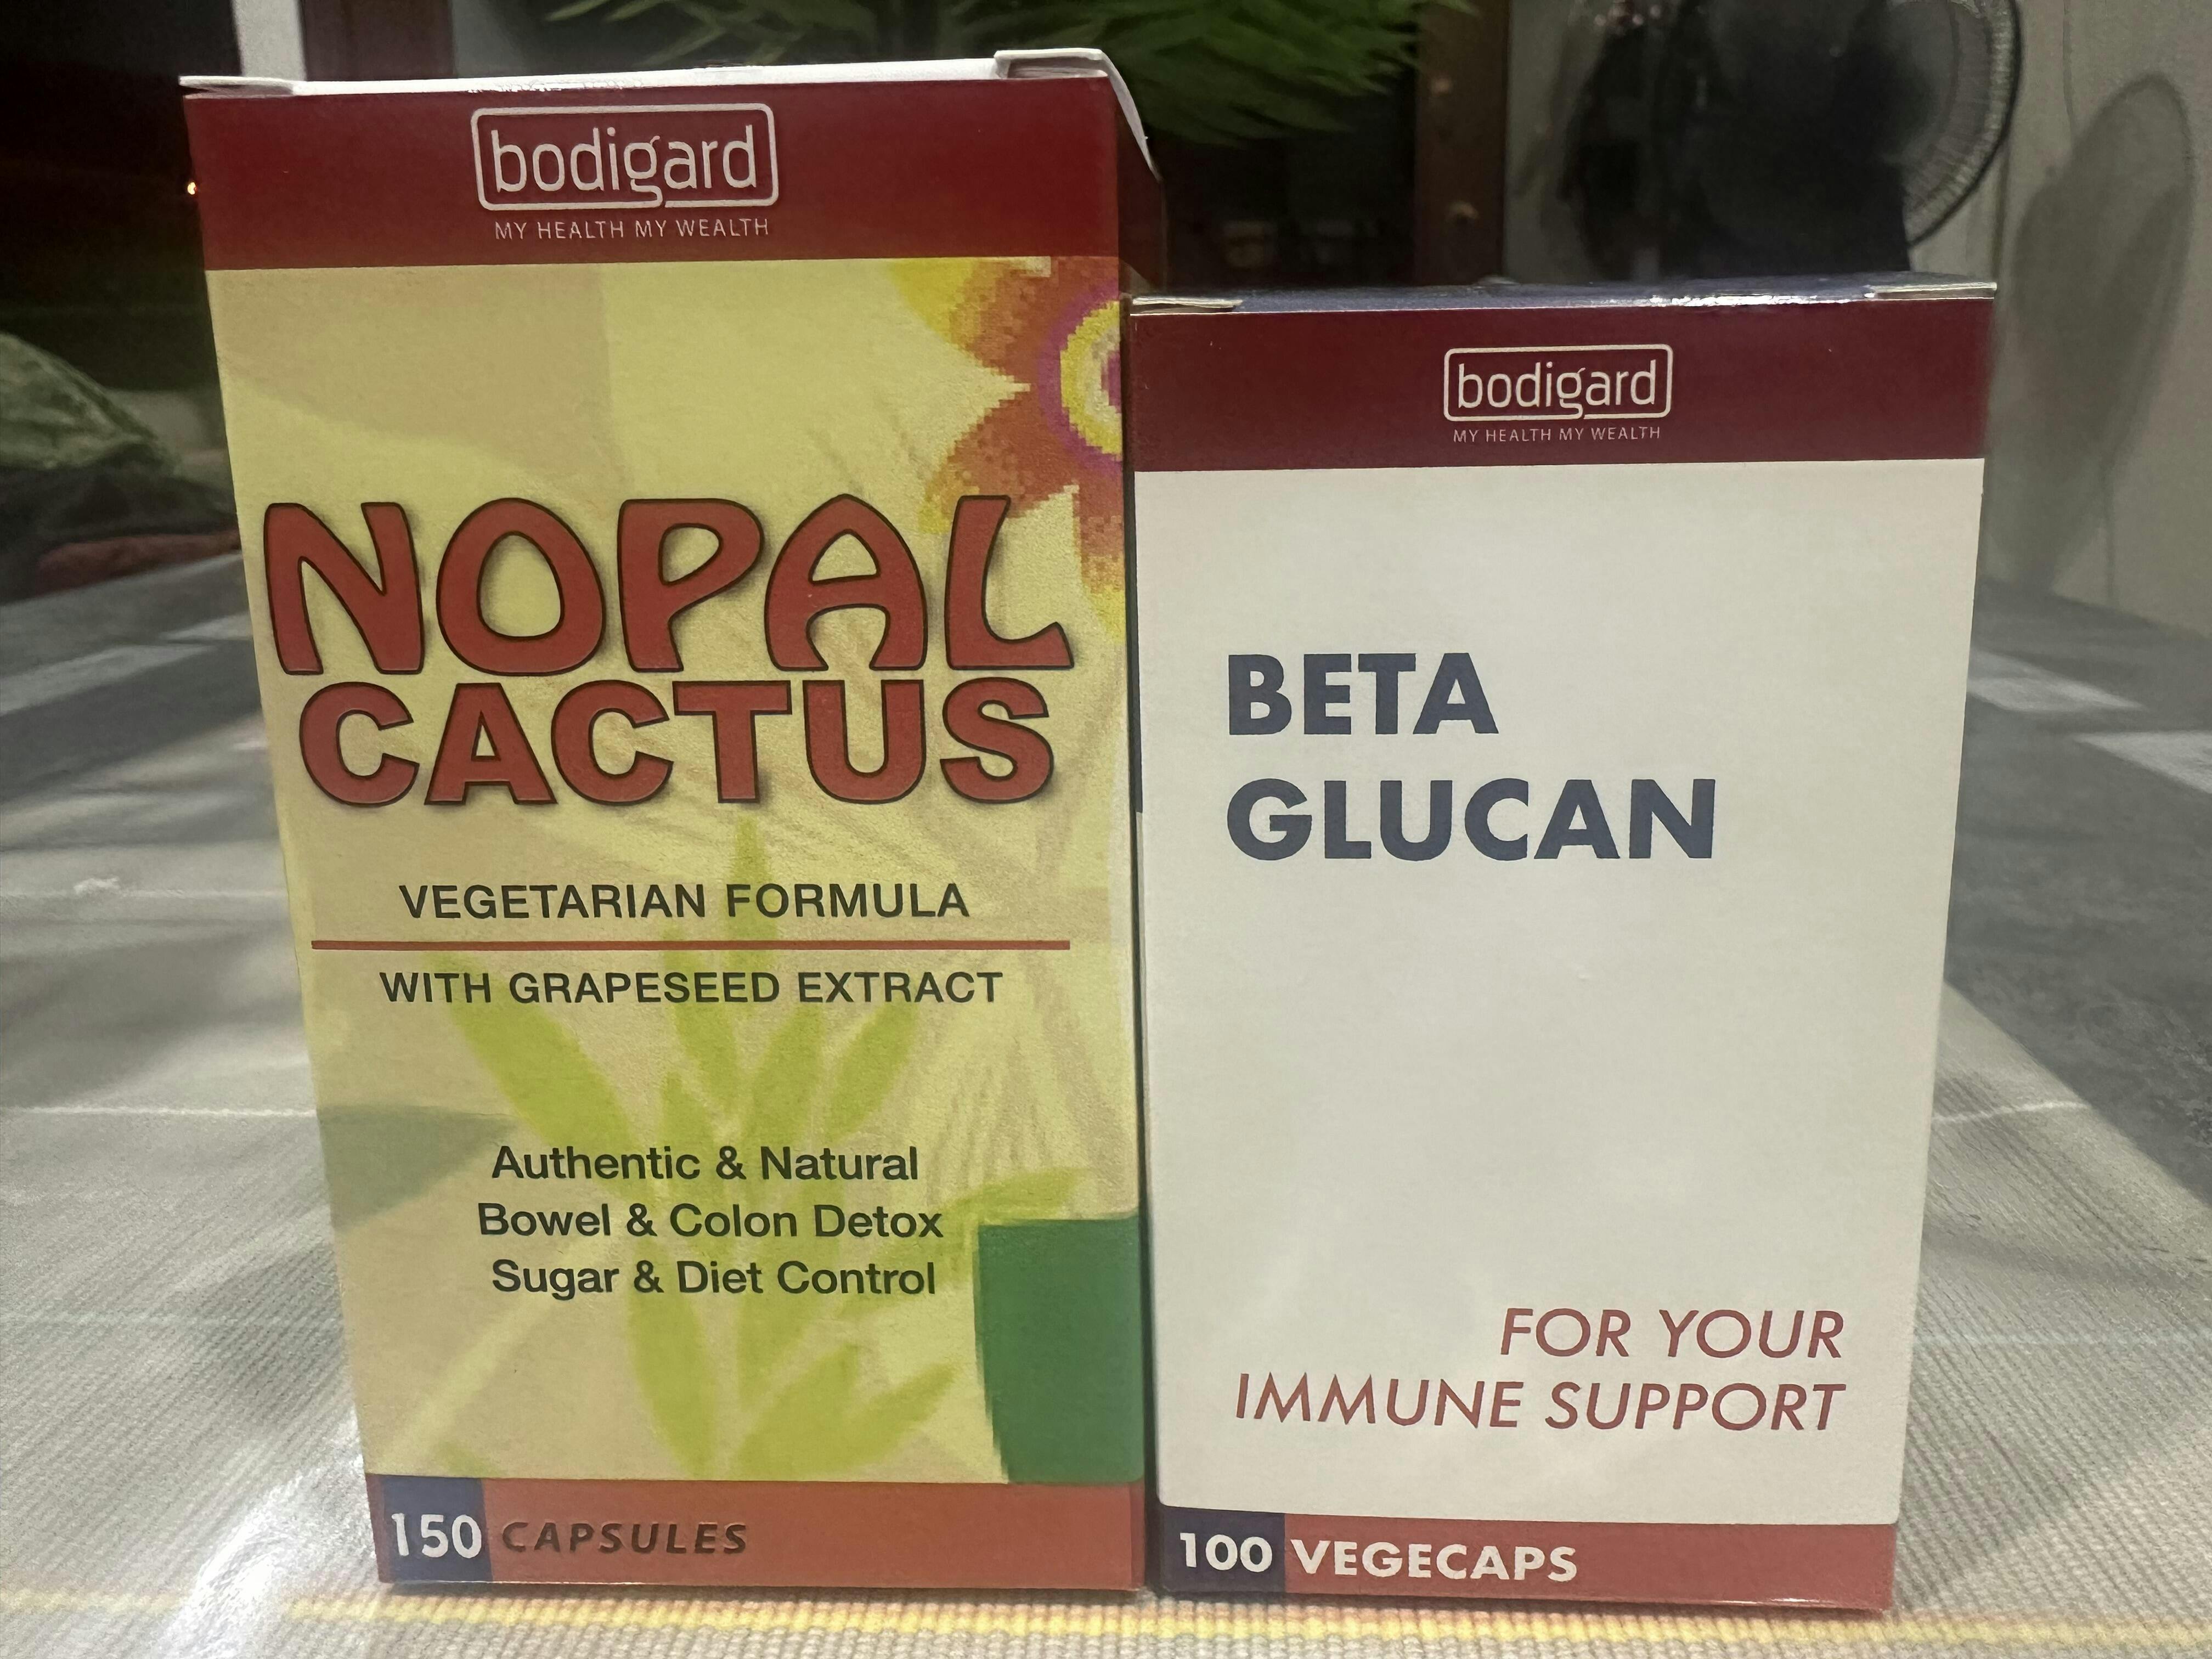 bodigard
MY HEALTH MY WEALTH
NOPAL
CACTUS
VEGETARIAN FORMULA
WITH GRAPESEED EXTRACT
Authentic & Natural
Bowel & Colon Detox
Sugar & Diet Control
150 CAPSULES
bodigard
MY HEALTH MY WEALTH
BETA
GLUCAN
FOR YOUR
IMMUNE SUPPORT
100 VEGECAPS